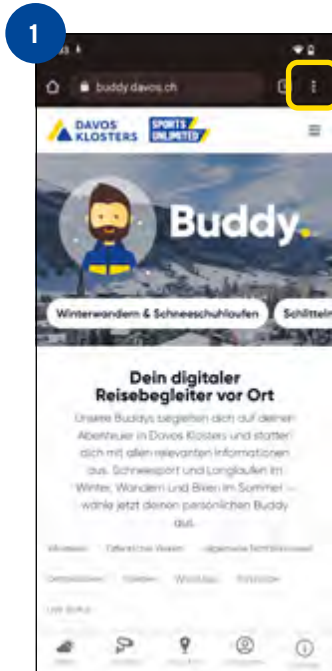 1
buddy.davos.ch
DAVOS
KLOSTERS
SPORTS
UNLIMITED
Buddy.
Winterwandern & Schneeschuhlaufen
Schlitteln
Dein digitaler
Reisebegleiter vor Ort
Unsere Buddys begleiten dich auf deinen
Abenteuer in Davos Klosters und statten
dich mit allen relevanten Informationen
aus. Schneesport und Langlaufen im
Winter, Wandern und Biken im Sommer –
wähle jetzt deinen persönlichen Buddy
aus.